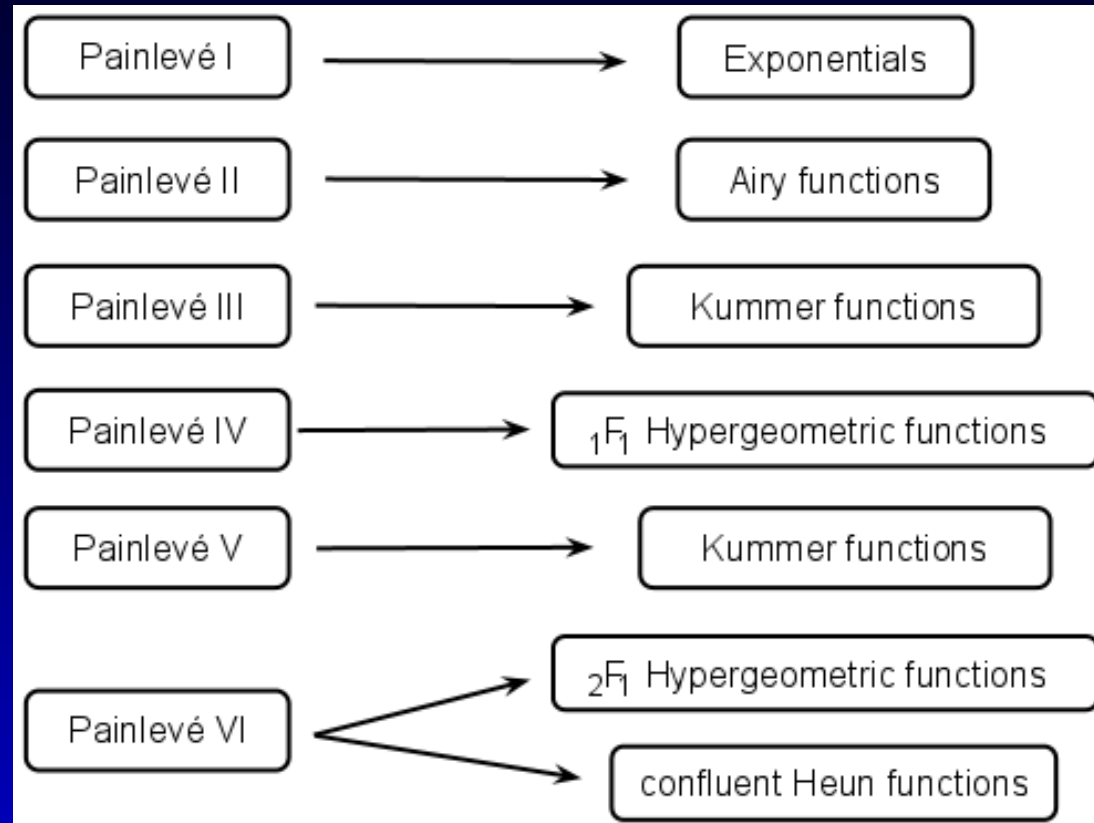 Painlevé I
Exponentials
Painlevé II
Airy functions
Painlevé III
Kummer functions
Painlevé IV
₁F₁ Hypergeometric functions
Painlevé V
Kummer functions
Painlevé VI
₂F₁ Hypergeometric functions
confluent Heun functions